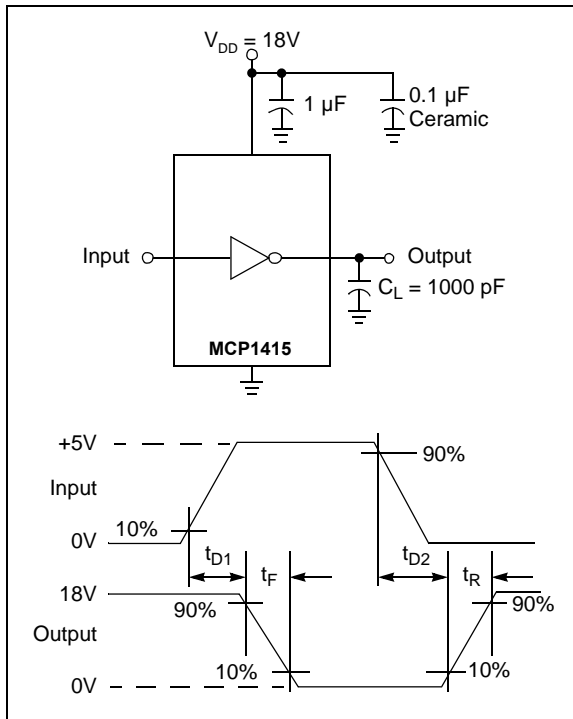 V_DD = 18V
1 µF
0.1 µF
Ceramic
Input
Output
C_L = 1000 pF
MCP1415
+5V
90%
Input
10%
0V
t_D1
t_F
t_D2
t_R
18V
90%
90%
Output
10%
10%
0V